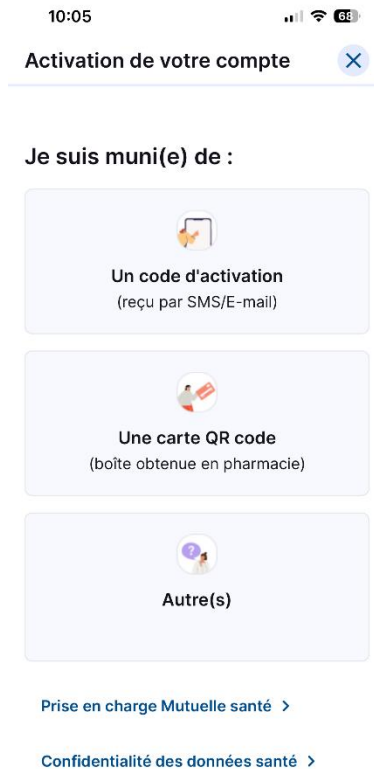 10:05
68
Activation de votre compte
Je suis muni(e) de :
Un code d'activation
(reçu par SMS/E-mail)
Une carte QR code
(boîte obtenue en pharmacie)
?
Autre(s)
Prise en charge Mutuelle santé >
Confidentialité des données santé >